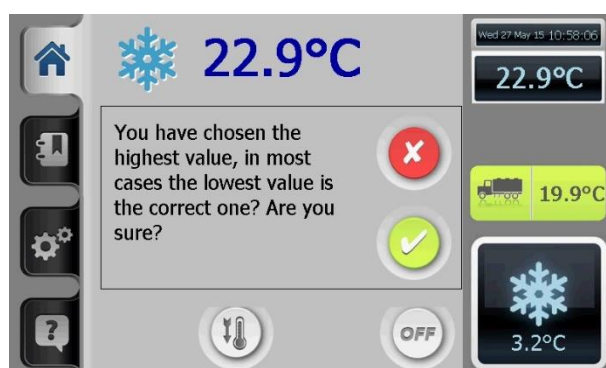 22.9°C
You have chosen the
highest value, in most
cases the lowest value is
the correct one? Are you
sure?
OFF
?
Wed 27 May 15 10:58:06
22.9°C
19.9°C
3.2°C